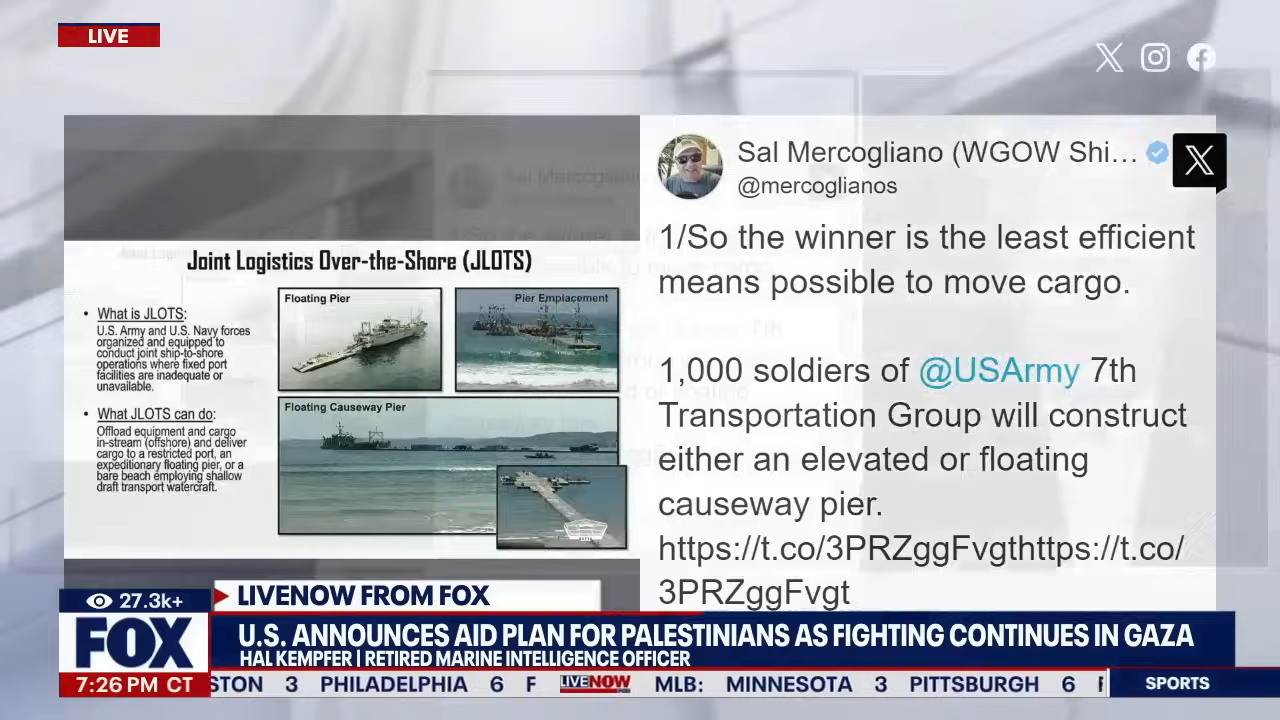 LIVE
Sal Mercogliano (WGOW Shi...
@mercoglianos
1/So the winner is the least efficient
means possible to move cargo.
1,000 soldiers of @USArmy 7th
Transportation Group will construct
either an elevated or floating
causeway pier.
https://t.co/3PRZggFvgthttps://t.co/
3PRZggFvgt
Joint Logistics Over-the-Shore (JLOTS)
• What is JLOTS:
U.S. Army and U.S. Navy forces
organized and equipped to
conduct joint ship-to-shore
operations where fixed port
facilities are inadequate or
unavailable.
• What JLOTS can do:
Offload equipment and cargo
in-stream (offshore) and deliver
cargo to a restricted port, an
expeditionary floating pier, or a
bare beach employing shallow
draft transport watercraft.
Floating Pier
Pier Emplacement
Floating Causeway Pier
27.3k+
LIVENOW FROM FOX
FOX
U.S. ANNOUNCES AID PLAN FOR PALESTINIANS AS FIGHTING CONTINUES IN GAZA
HAL KEMPFER | RETIRED MARINE INTELLIGENCE OFFICER
7:26 PM CT
STON 3 PHILADELPHIA 6 F LIVENOW MLB: MINNESOTA 3 PITTSBURGH 6
SPORTS